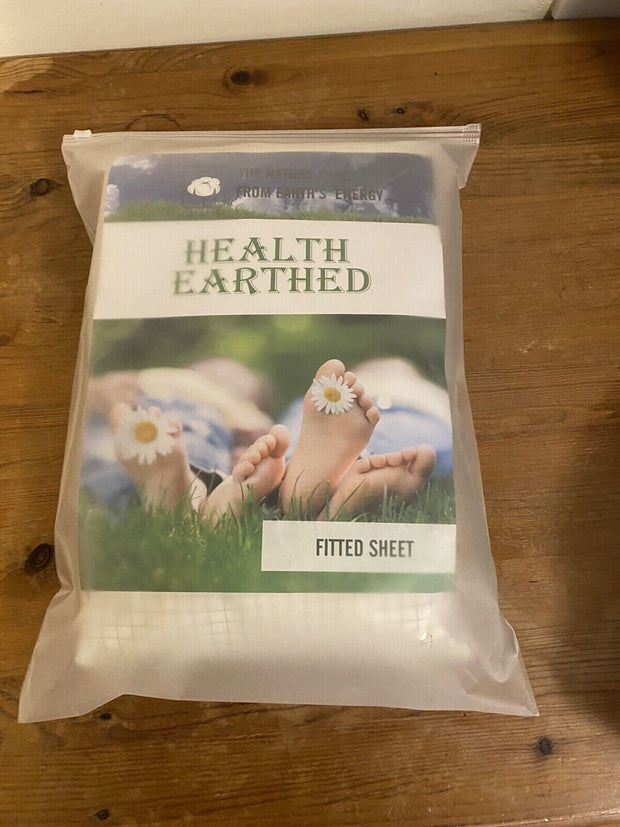 THE NATURE CURE
FROM EARTH'S ENERGY
HEALTH
EARTHED
FITTED SHEET